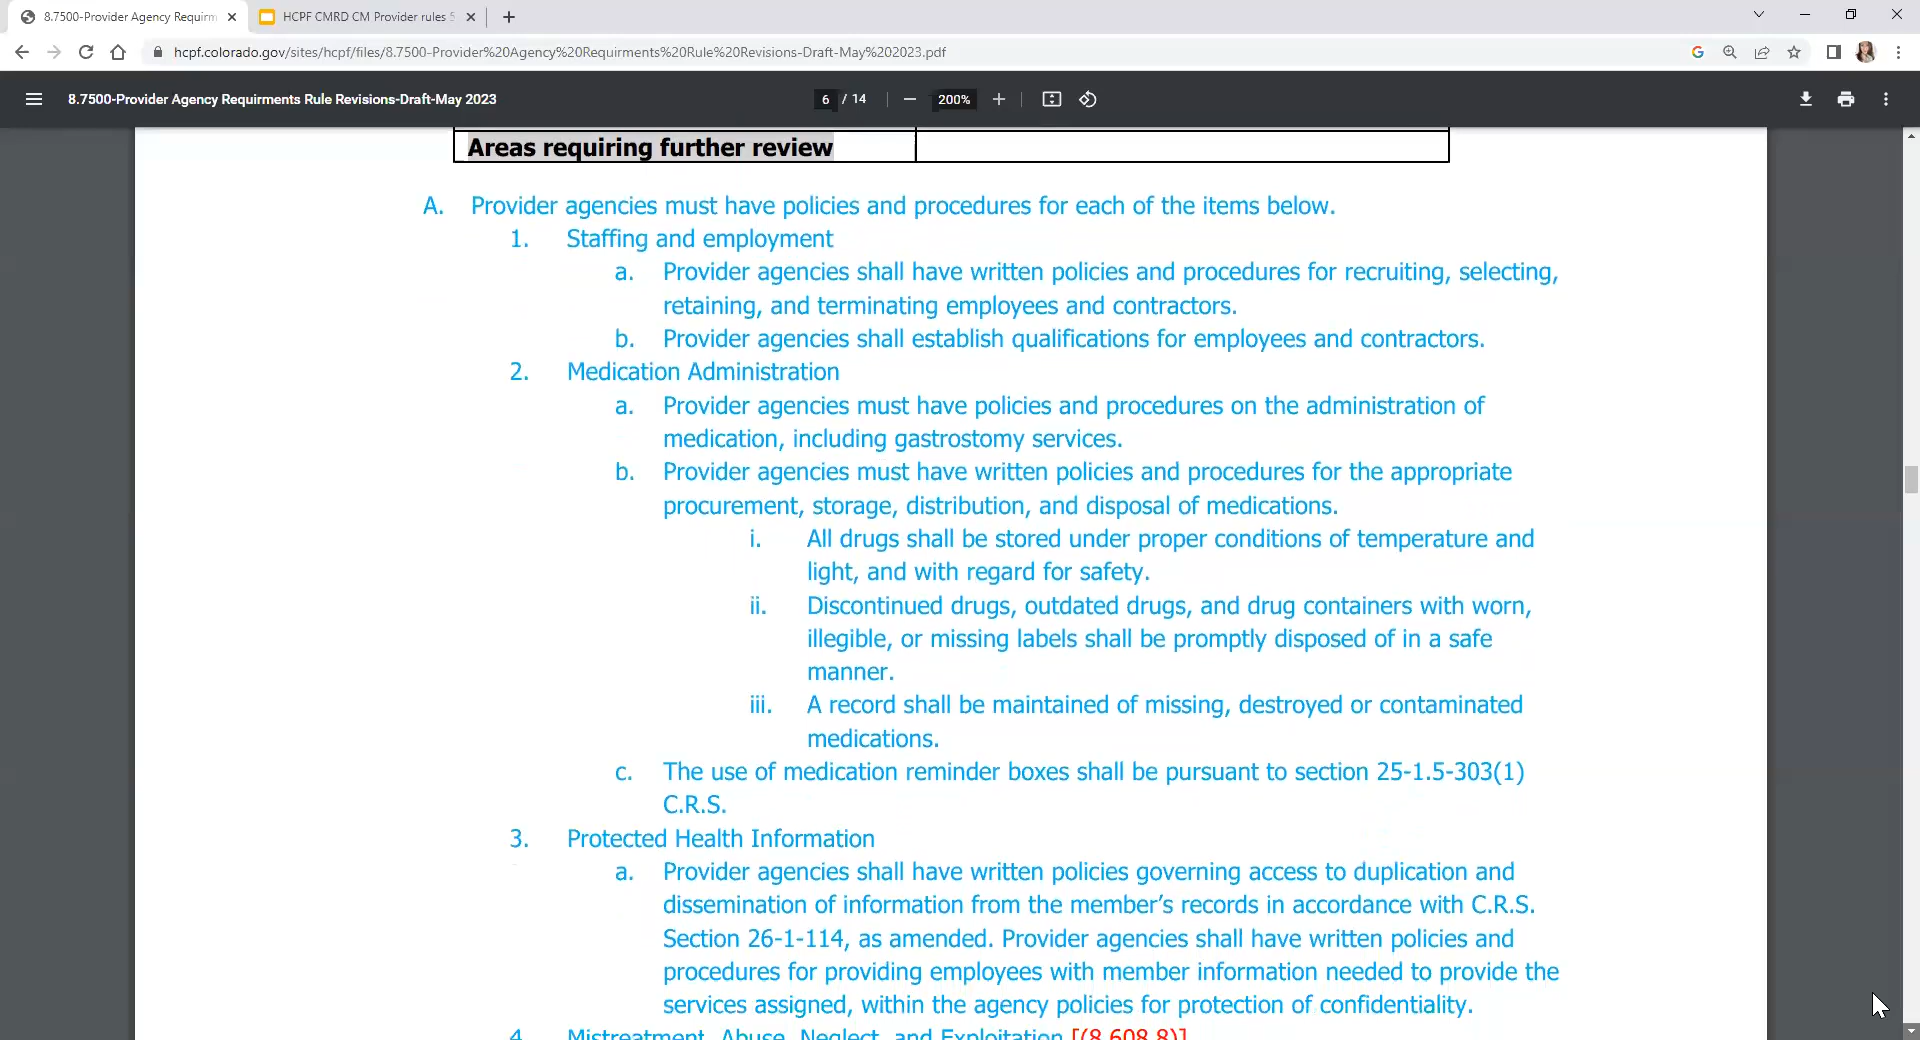 8.7500-Provider Agency Requirm
HCPF CMRD CM Provider rules 5
hcpf.colorado.gov/sites/hcpf/files/8.7500-Provider%20Agency%20Requirments%20Rule%20Revisions-Draft-May%202023.pdf
8.7500-Provider Agency Requirments Rule Revisions-Draft-May 2023
6 / 14
200%
Areas requiring further review
A. Provider agencies must have policies and procedures for each of the items below.
1. Staffing and employment
a. Provider agencies shall have written policies and procedures for recruiting, selecting,
retaining, and terminating employees and contractors.
b. Provider agencies shall establish qualifications for employees and contractors.
2. Medication Administration
a. Provider agencies must have policies and procedures on the administration of
medication, including gastrostomy services.
b. Provider agencies must have written policies and procedures for the appropriate
procurement, storage, distribution, and disposal of medications.
i. All drugs shall be stored under proper conditions of temperature and
light, and with regard for safety.
ii. Discontinued drugs, outdated drugs, and drug containers with worn,
illegible, or missing labels shall be promptly disposed of in a safe
manner.
iii. A record shall be maintained of missing, destroyed or contaminated
medications.
c. The use of medication reminder boxes shall be pursuant to section 25-1.5-303(1)
C.R.S.
3. Protected Health Information
a. Provider agencies shall have written policies governing access to duplication and
dissemination of information from the member’s records in accordance with C.R.S.
Section 26-1-114, as amended. Provider agencies shall have written policies and
procedures for providing employees with member information needed to provide the
services assigned, within the agency policies for protection of confidentiality.
4. Mistreatment, Abuse, Neglect, and Exploitation [(8.608.8)]